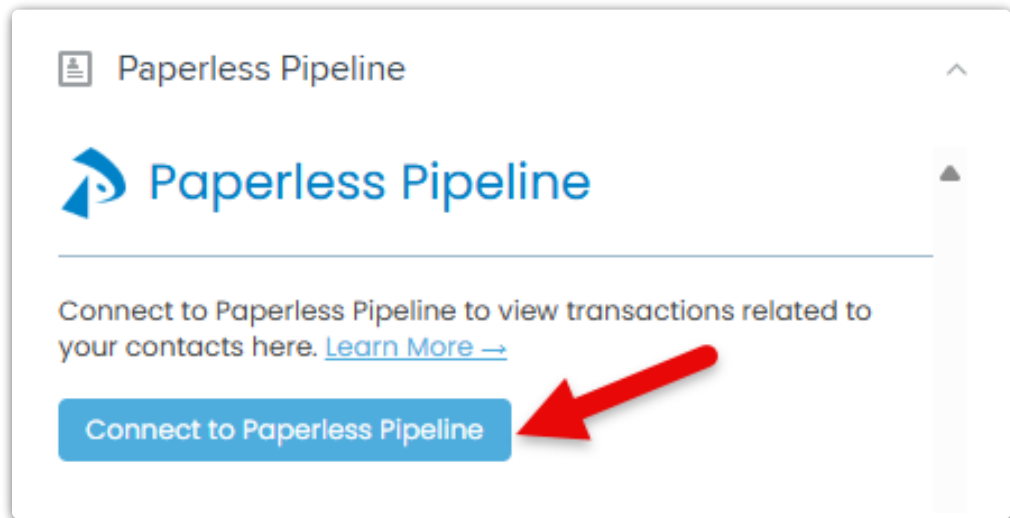 Paperless Pipeline
Paperless Pipeline
Connect to Paperless Pipeline to view transactions related to
your contacts here. Learn More →
Connect to Paperless Pipeline